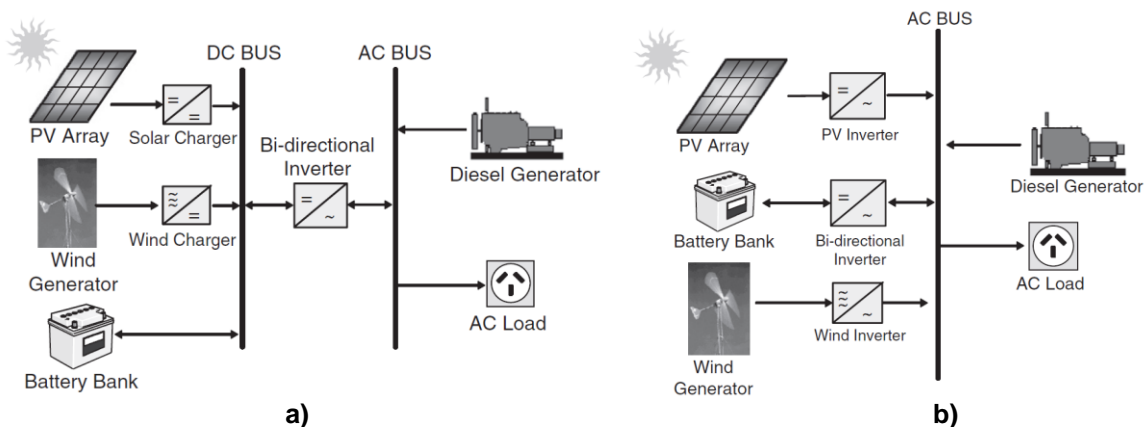 DC BUS
AC BUS
PV Array
Solar Charger
Bi-directional
Inverter
Diesel Generator
Wind Charger
Wind
Generator
AC Load
Battery Bank
a)
AC BUS
PV Array
PV Inverter
Diesel Generator
Battery Bank
Bi-directional
Inverter
AC Load
Wind Inverter
Wind
Generator
b)